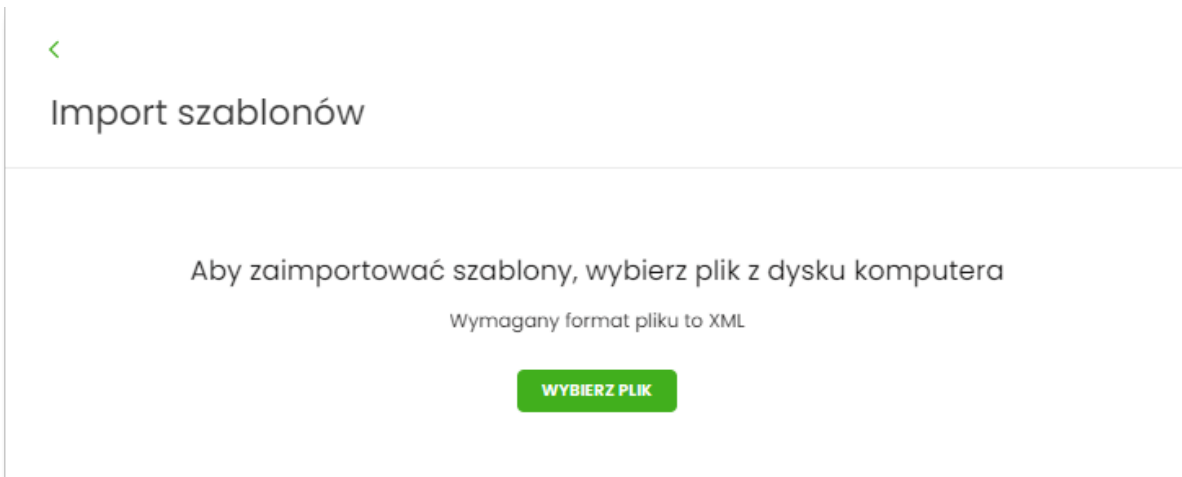 Import szablonów
Aby zaimportować szablony, wybierz plik z dysku komputera
Wymagany format pliku to XML
WYBIERZ PLIK